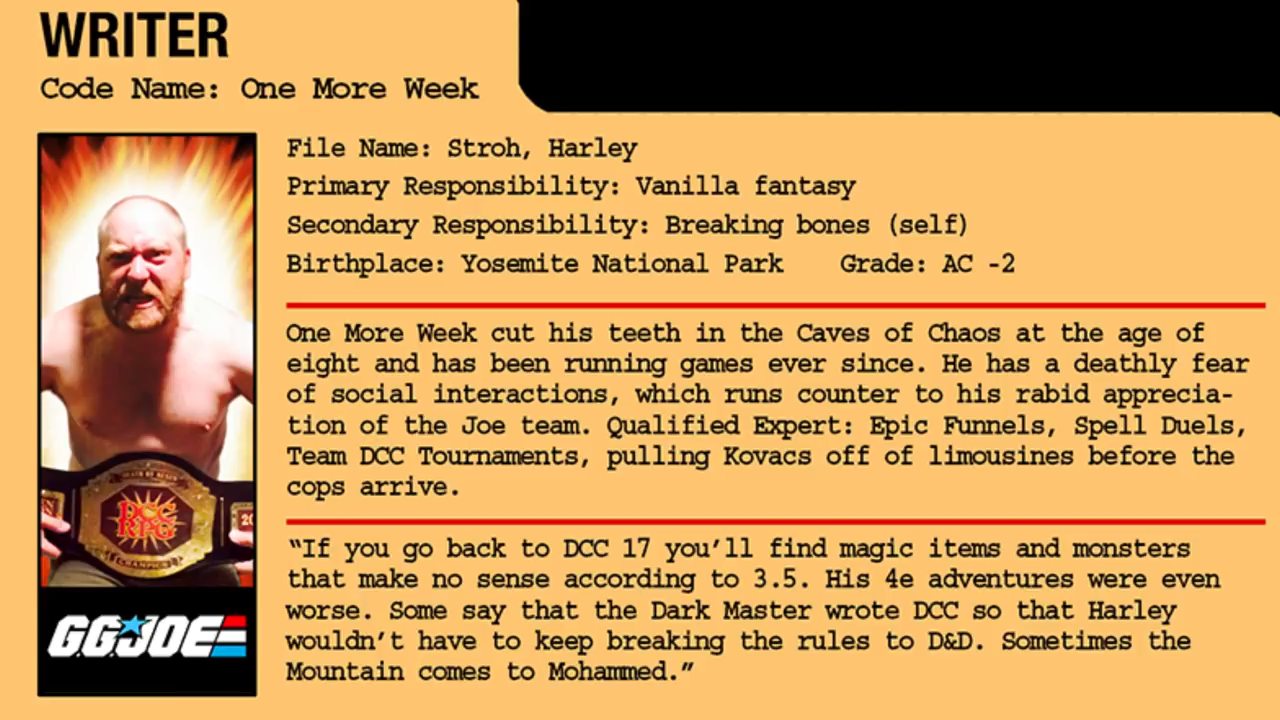 WRITER
Code Name: One More Week
File Name: Stroh, Harley
Primary Responsibility: Vanilla fantasy
Secondary Responsibility: Breaking bones (self)
Birthplace: Yosemite National Park Grade: AC -2
One More Week cut his teeth in the Caves of Chaos at the age of
eight and has been running games ever since. He has a deathly fear
of social interactions, which runs counter to his rabid apprecia-
tion of the Joe team. Qualified Expert: Epic Funnels, Spell Duels,
Team DCC Tournaments, pulling Kovacs off of limousines before the
cops arrive.
“If you go back to DCC 17 you’ll find magic items and monsters
that make no sense according to 3.5. His 4e adventures were even
worse. Some say that the Dark Master wrote DCC so that Harley
wouldn’t have to keep breaking the rules to D&D. Sometimes the
Mountain comes to Mohammed.”
DCC
RPG
CHAMPION
20
G.G. JOE